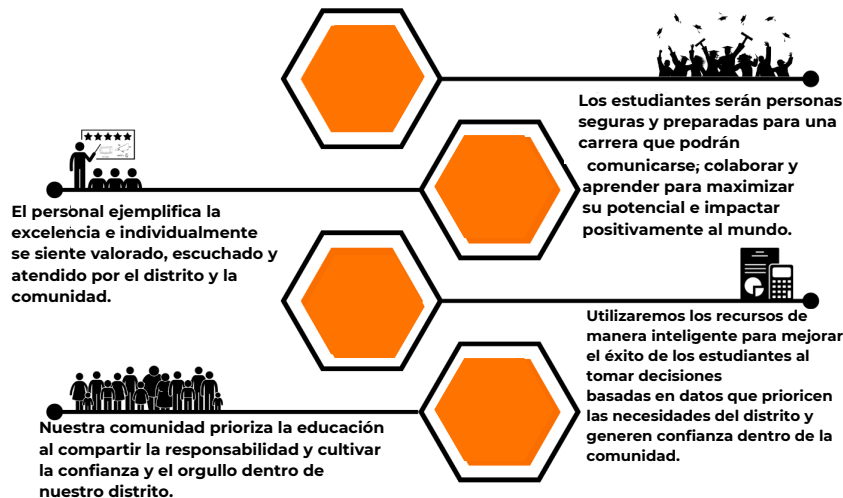 Los estudiantes serán personas
seguras y preparadas para una
carrera que podrán
comunicarse, colaborar y
aprender para maximizar
su potencial e impactar
positivamente al mundo.
El personal ejemplifica la
excelencia e individualmente
se siente valorado, escuchado y
atendido por el distrito y la
comunidad.
Utilizaremos los recursos de
manera inteligente para mejorar
el éxito de los estudiantes al
tomar decisiones
basadas en datos que prioricen
las necesidades del distrito y
generen confianza dentro de la
comunidad.
Nuestra comunidad prioriza la educación
al compartir la responsabilidad y cultivar
la confianza y el orgullo dentro de
nuestro distrito.